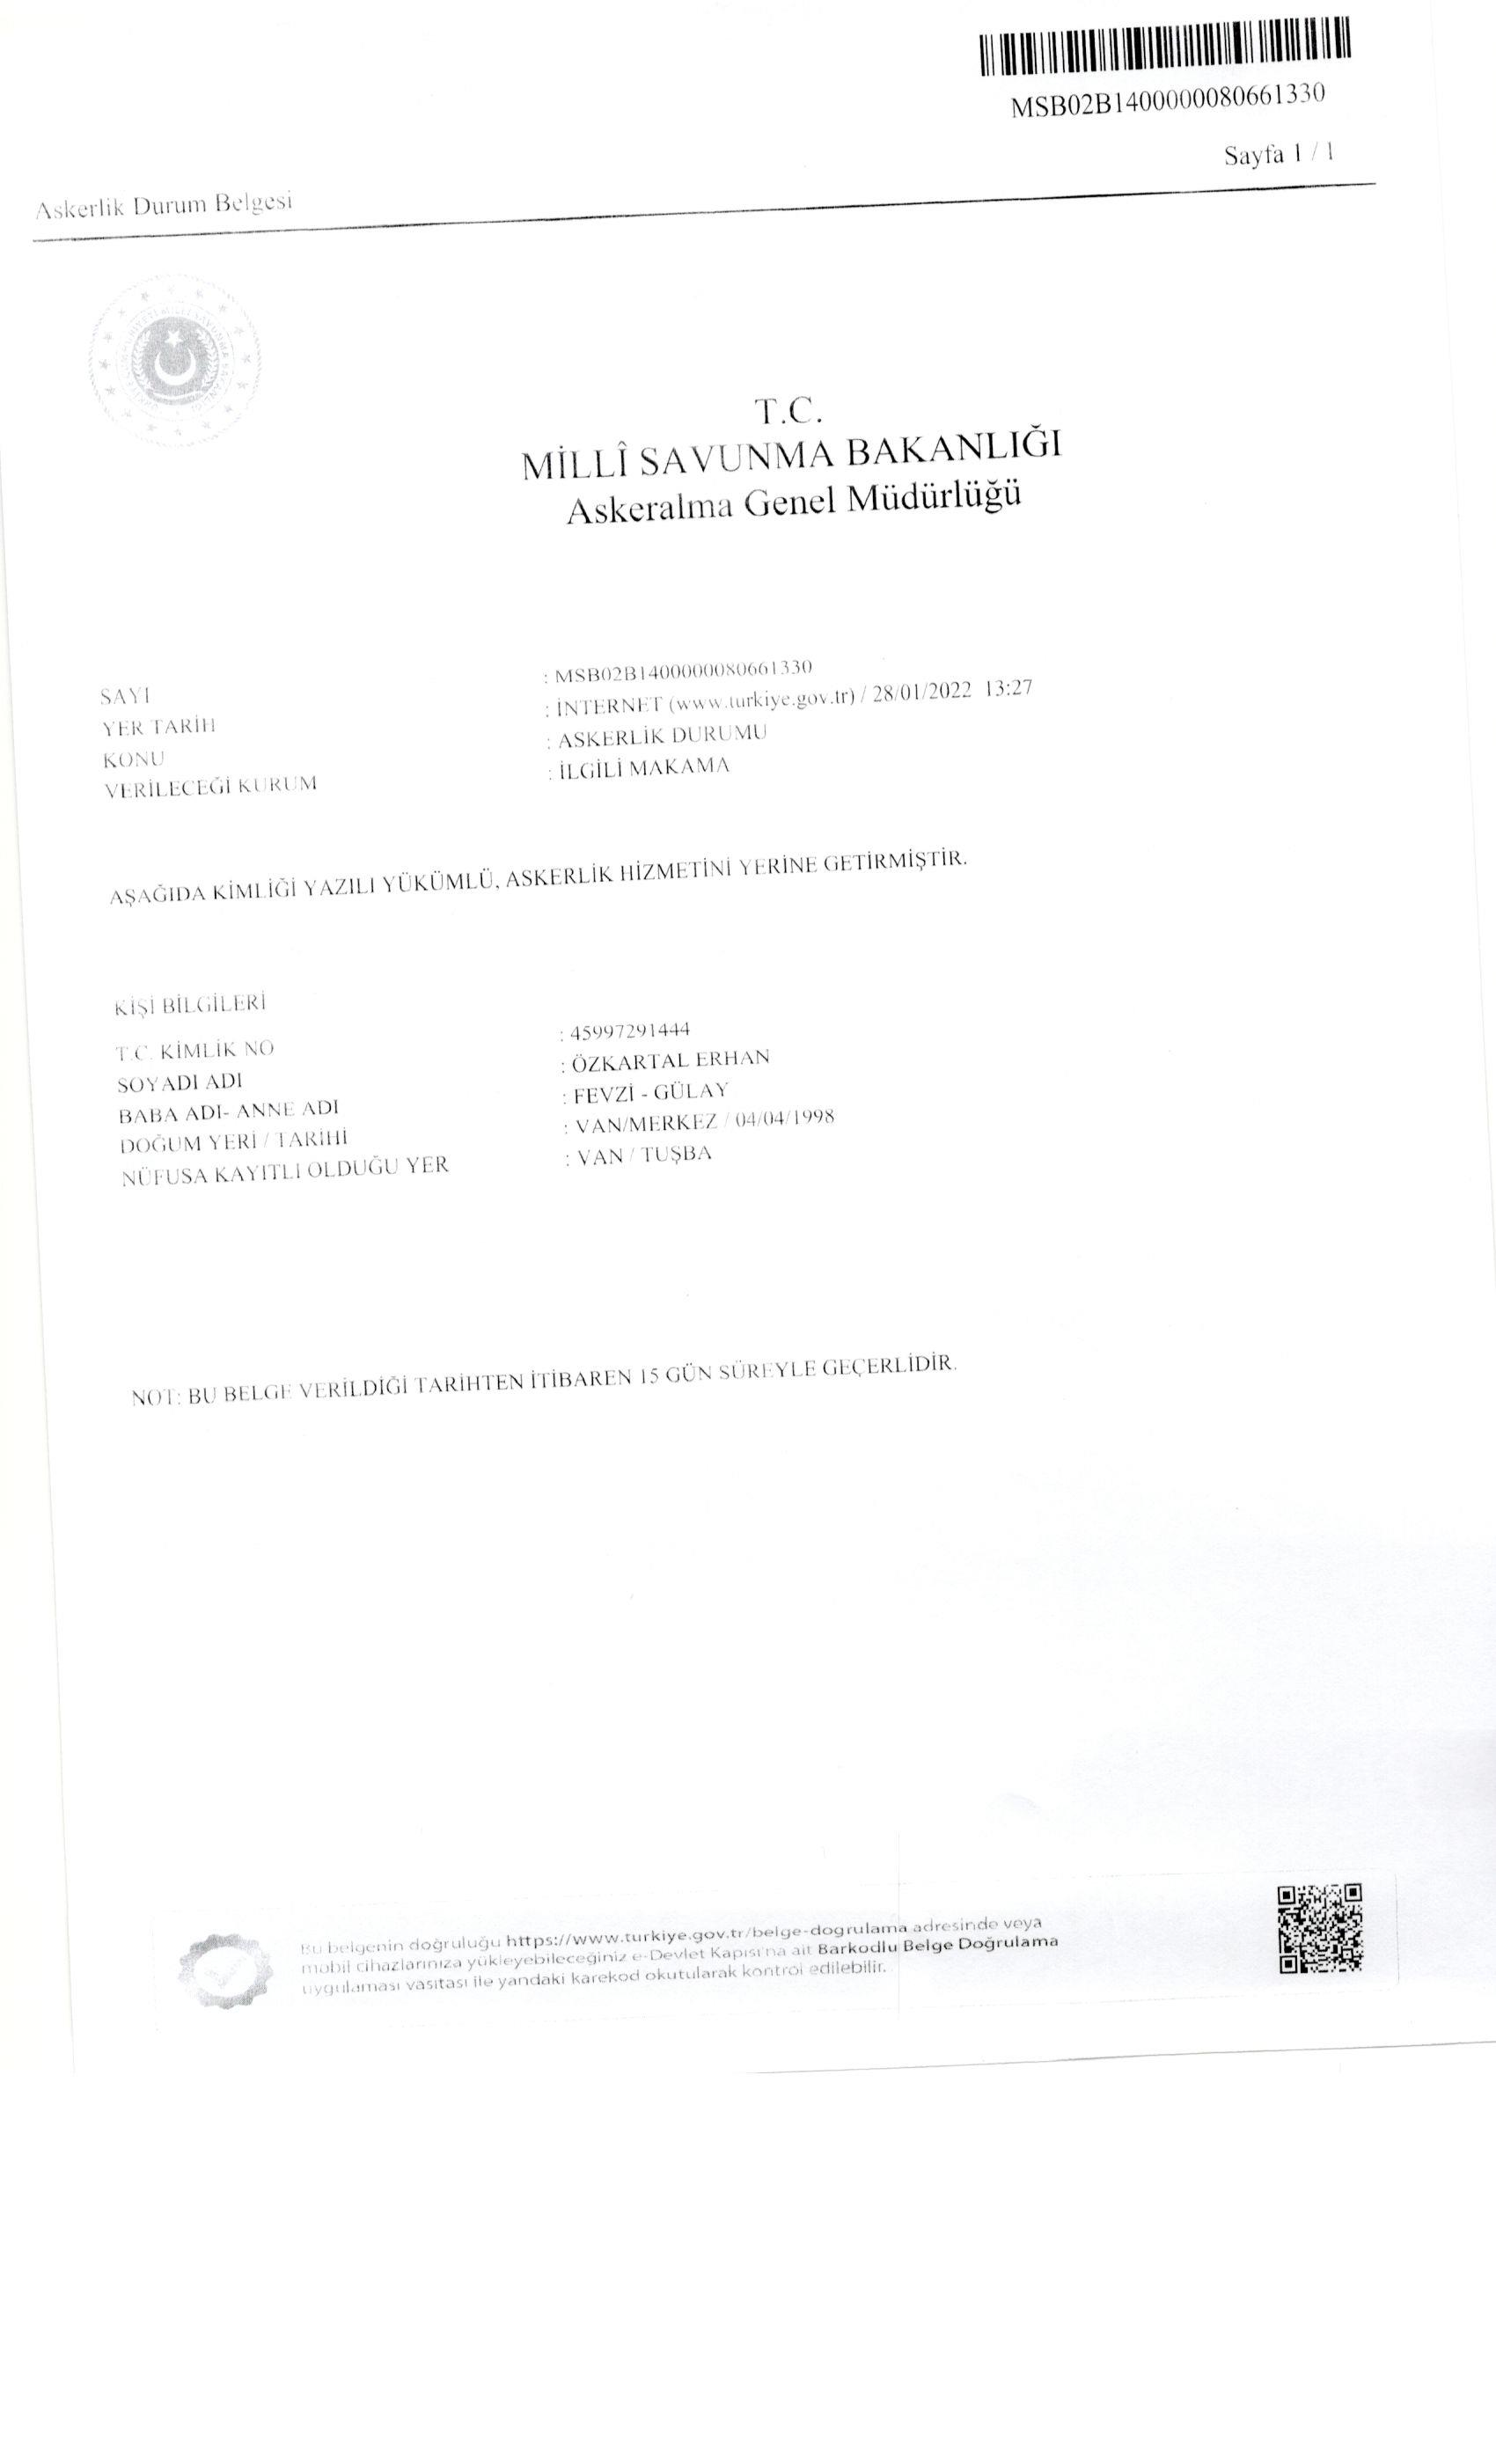 MSB02B1400000080661330
Sayfa 1 / 1
Askerlik Durum Belgesi
T.C.
MİLLÎ SAVUNMA BAKANLIĞI
Askeralma Genel Müdürlüğü
SAYI : MSB02B1400000080661330
YER TARİH : İNTERNET (www.turkiye.gov.tr) / 28/01/2022 13:27
KONU : ASKERLİK DURUMU
VERİLECEĞİ KURUM : İLGİLİ MAKAMA
AŞAĞIDA KİMLİĞİ YAZILI YÜKÜMLÜ, ASKERLİK HİZMETİNİ YERİNE GETİRMİŞTİR.
KİŞİ BİLGİLERİ
T.C. KİMLİK NO : 45997291444
SOYADI ADI : ÖZKARTAL ERHAN
BABA ADI- ANNE ADI : FEVZİ - GÜLAY
DOĞUM YERİ / TARİHİ : VAN/MERKEZ / 04/04/1998
NÜFUSA KAYITLI OLDUĞU YER : VAN / TUŞBA
NOT: BU BELGE VERİLDİĞİ TARİHTEN İTİBAREN 15 GÜN SÜREYLE GEÇERLİDİR.
Bu belgenin doğruluğu https://www.turkiye.gov.tr/belge-dogrulama adresinde veya
mobil cihazlarınıza yükleyebileceğiniz e-Devlet Kapısı'na ait Barkodlu Belge Doğrulama
uygulaması vasıtası ile yandaki karekod okutularak kontrol edilebilir.